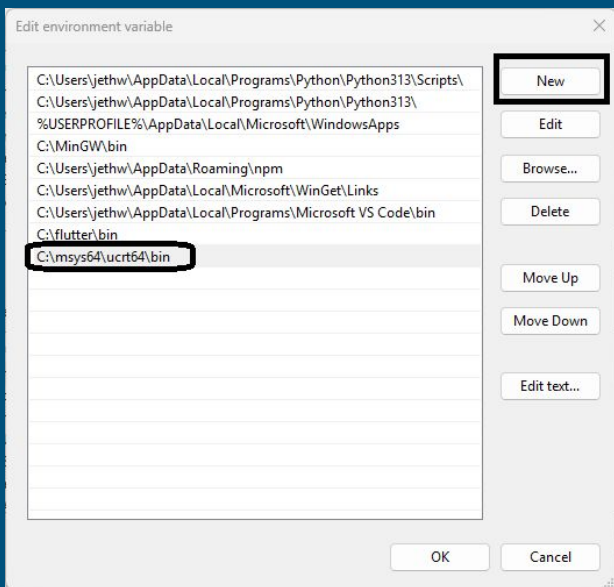 Edit environment variable
C:\Users\jethw\AppData\Local\Programs\Python\Python313\Scripts\
C:\Users\jethw\AppData\Local\Programs\Python\Python313\
%USERPROFILE%\AppData\Local\Microsoft\WindowsApps
C:\MinGW\bin
C:\Users\jethw\AppData\Roaming\npm
C:\Users\jethw\AppData\Local\Microsoft\WinGet\Links
C:\Users\jethw\AppData\Local\Programs\Microsoft VS Code\bin
C:\flutter\bin
C:\msys64\ucrt64\bin
New
Edit
Browse...
Delete
Move Up
Move Down
Edit text...
OK
Cancel